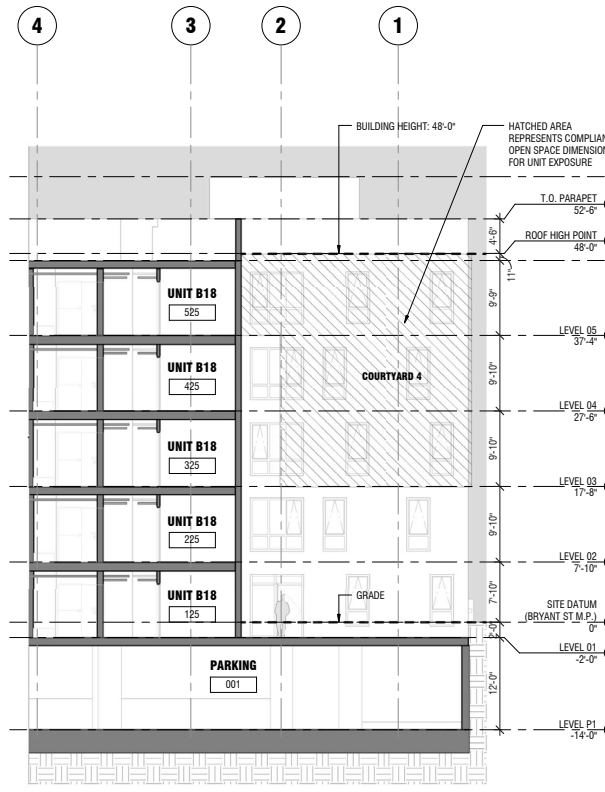 4
3
2
1
BUILDING HEIGHT: 48'-0"
HATCHED AREA
REPRESENTS COMPLIAN
OPEN SPACE DIMENSION
FOR UNIT EXPOSURE
T.O. PARAPET
52'-6"
4'-6"
ROOF HIGH POINT
48'-0"
11"
UNIT B18
525
9'-9"
LEVEL 05
37'-4"
UNIT B18
425
COURTYARD 4
9'-10"
LEVEL 04
27'-6"
UNIT B18
325
9'-10"
LEVEL 03
17'-8"
UNIT B18
225
9'-10"
LEVEL 02
7'-10"
UNIT B18
125
GRADE
7'-10"
SITE DATUM
(BRYANT ST M.P.)
0"
2'-0"
LEVEL 01
-2'-0"
PARKING
001
12'-0"
LEVEL P1
-14'-0"